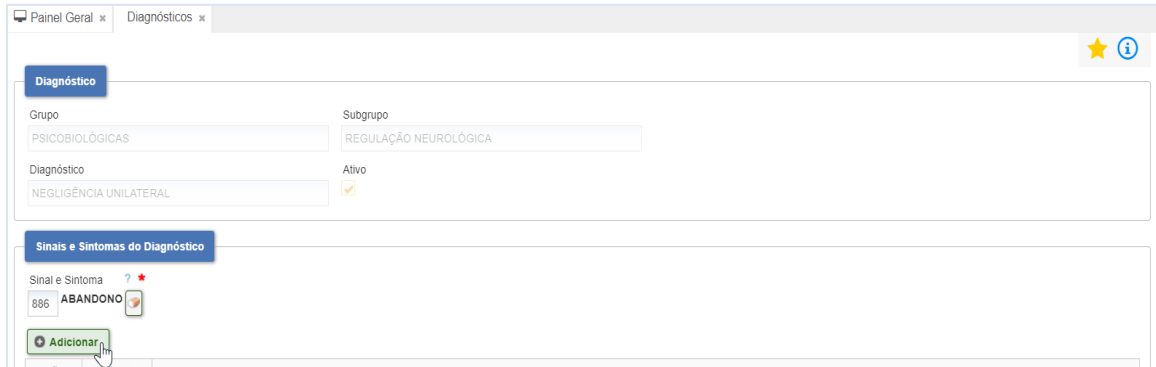 Painel Geral × Diagnósticos ×
Diagnóstico
Grupo Subgrupo
PSICOBIOLÓGICAS REGULAÇÃO NEUROLÓGICA
Diagnóstico Ativo
NEGLIGÊNCIA UNILATERAL
Sinais e Sintomas do Diagnóstico
Sinal e Sintoma ? *
886 ABANDONO
Adicionar